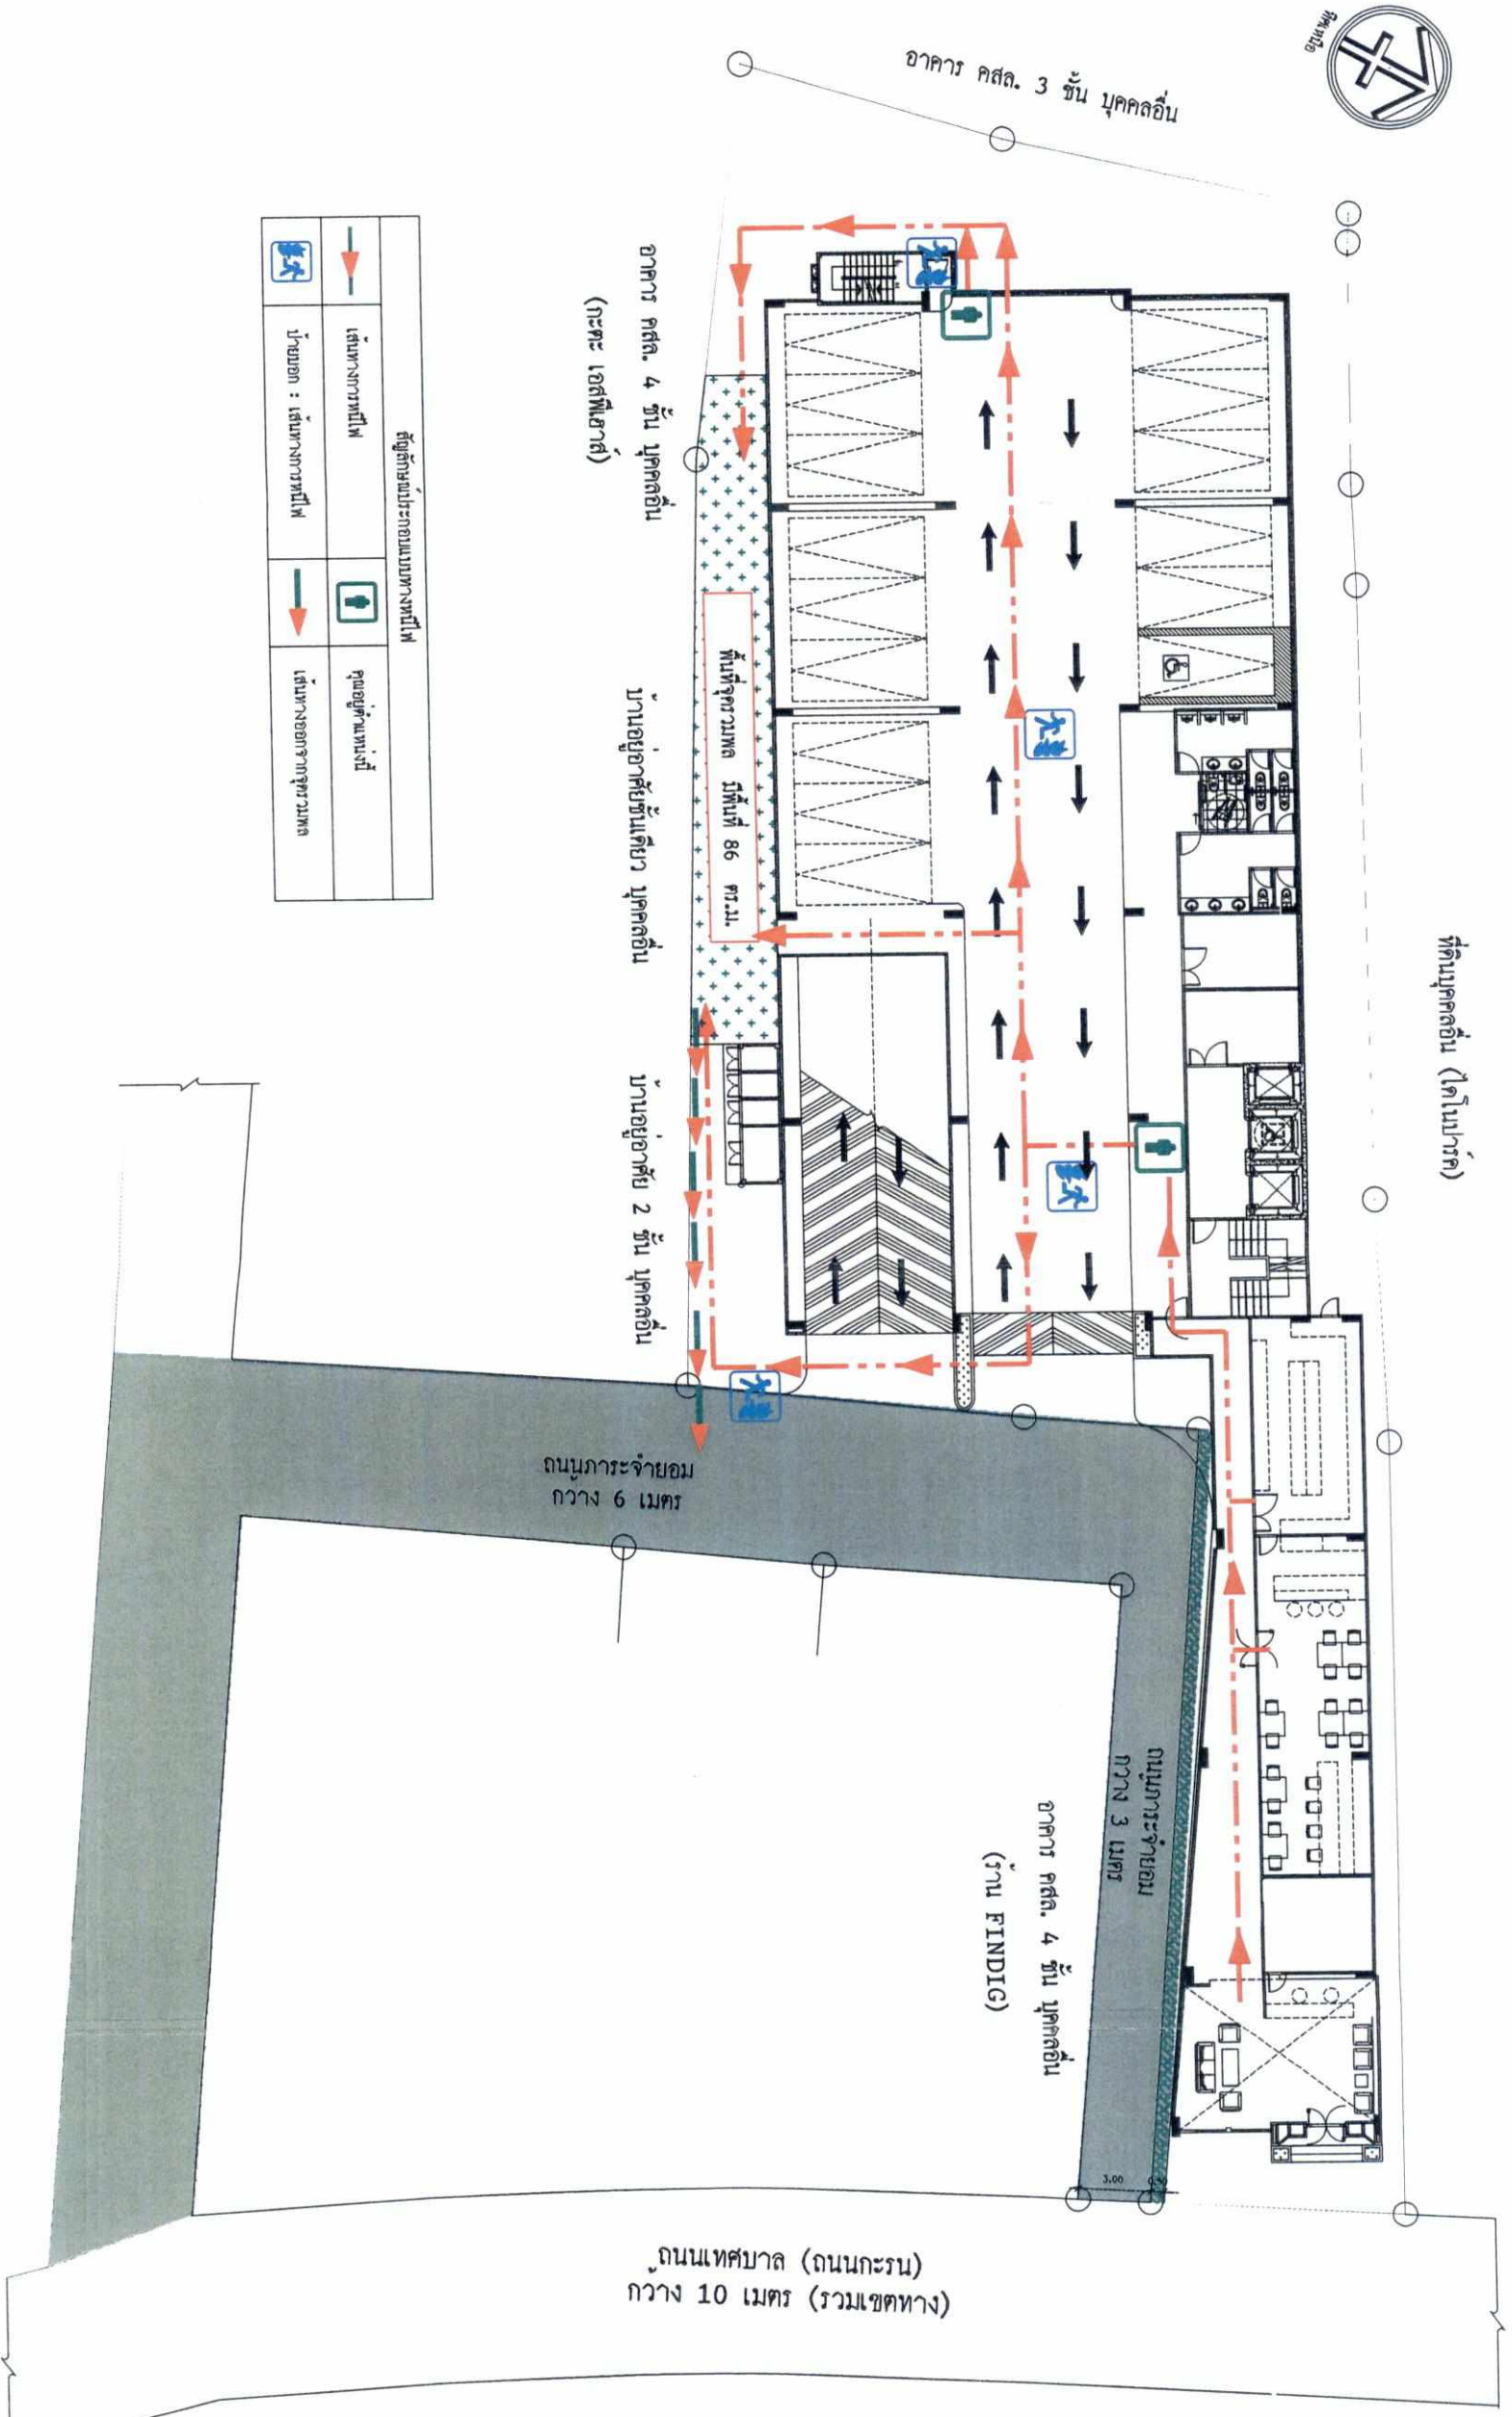 ทิศเหนือ
อาคาร คสล. 3 ชั้น บุคคลอื่น
ที่ดินบุคคลอื่น (ไดโนปาร์ค)
อาคาร คสล. 4 ชั้น บุคคลอื่น
(กะตะ เอสพีเฮาส์)
บ้านอยู่อาศัยชั้นเดียว บุคคลอื่น
บ้านอยู่อาศัย 2 ชั้น บุคคลอื่น
พื้นที่จุดรวมพล มีพื้นที่ 86 ตร.ม.
สัญลักษณ์ประกอบแบบทางหนีไฟ
เส้นทางการหนีไฟ
คุณอยู่ตำแหน่งนี้
ป้ายบอก : เส้นทางการหนีไฟ
เส้นทางออกจากจุดรวมพล
ถนนภาระจำยอม
กว้าง 6 เมตร
ถนนภาระจำยอม
กว้าง 3 เมตร
อาคาร คสล. 4 ชั้น บุคคลอื่น
(ร้าน FINDIG)
3.00
ถนนเทศบาล (ถนนกะรน)
กว้าง 10 เมตร (รวมเขตทาง)